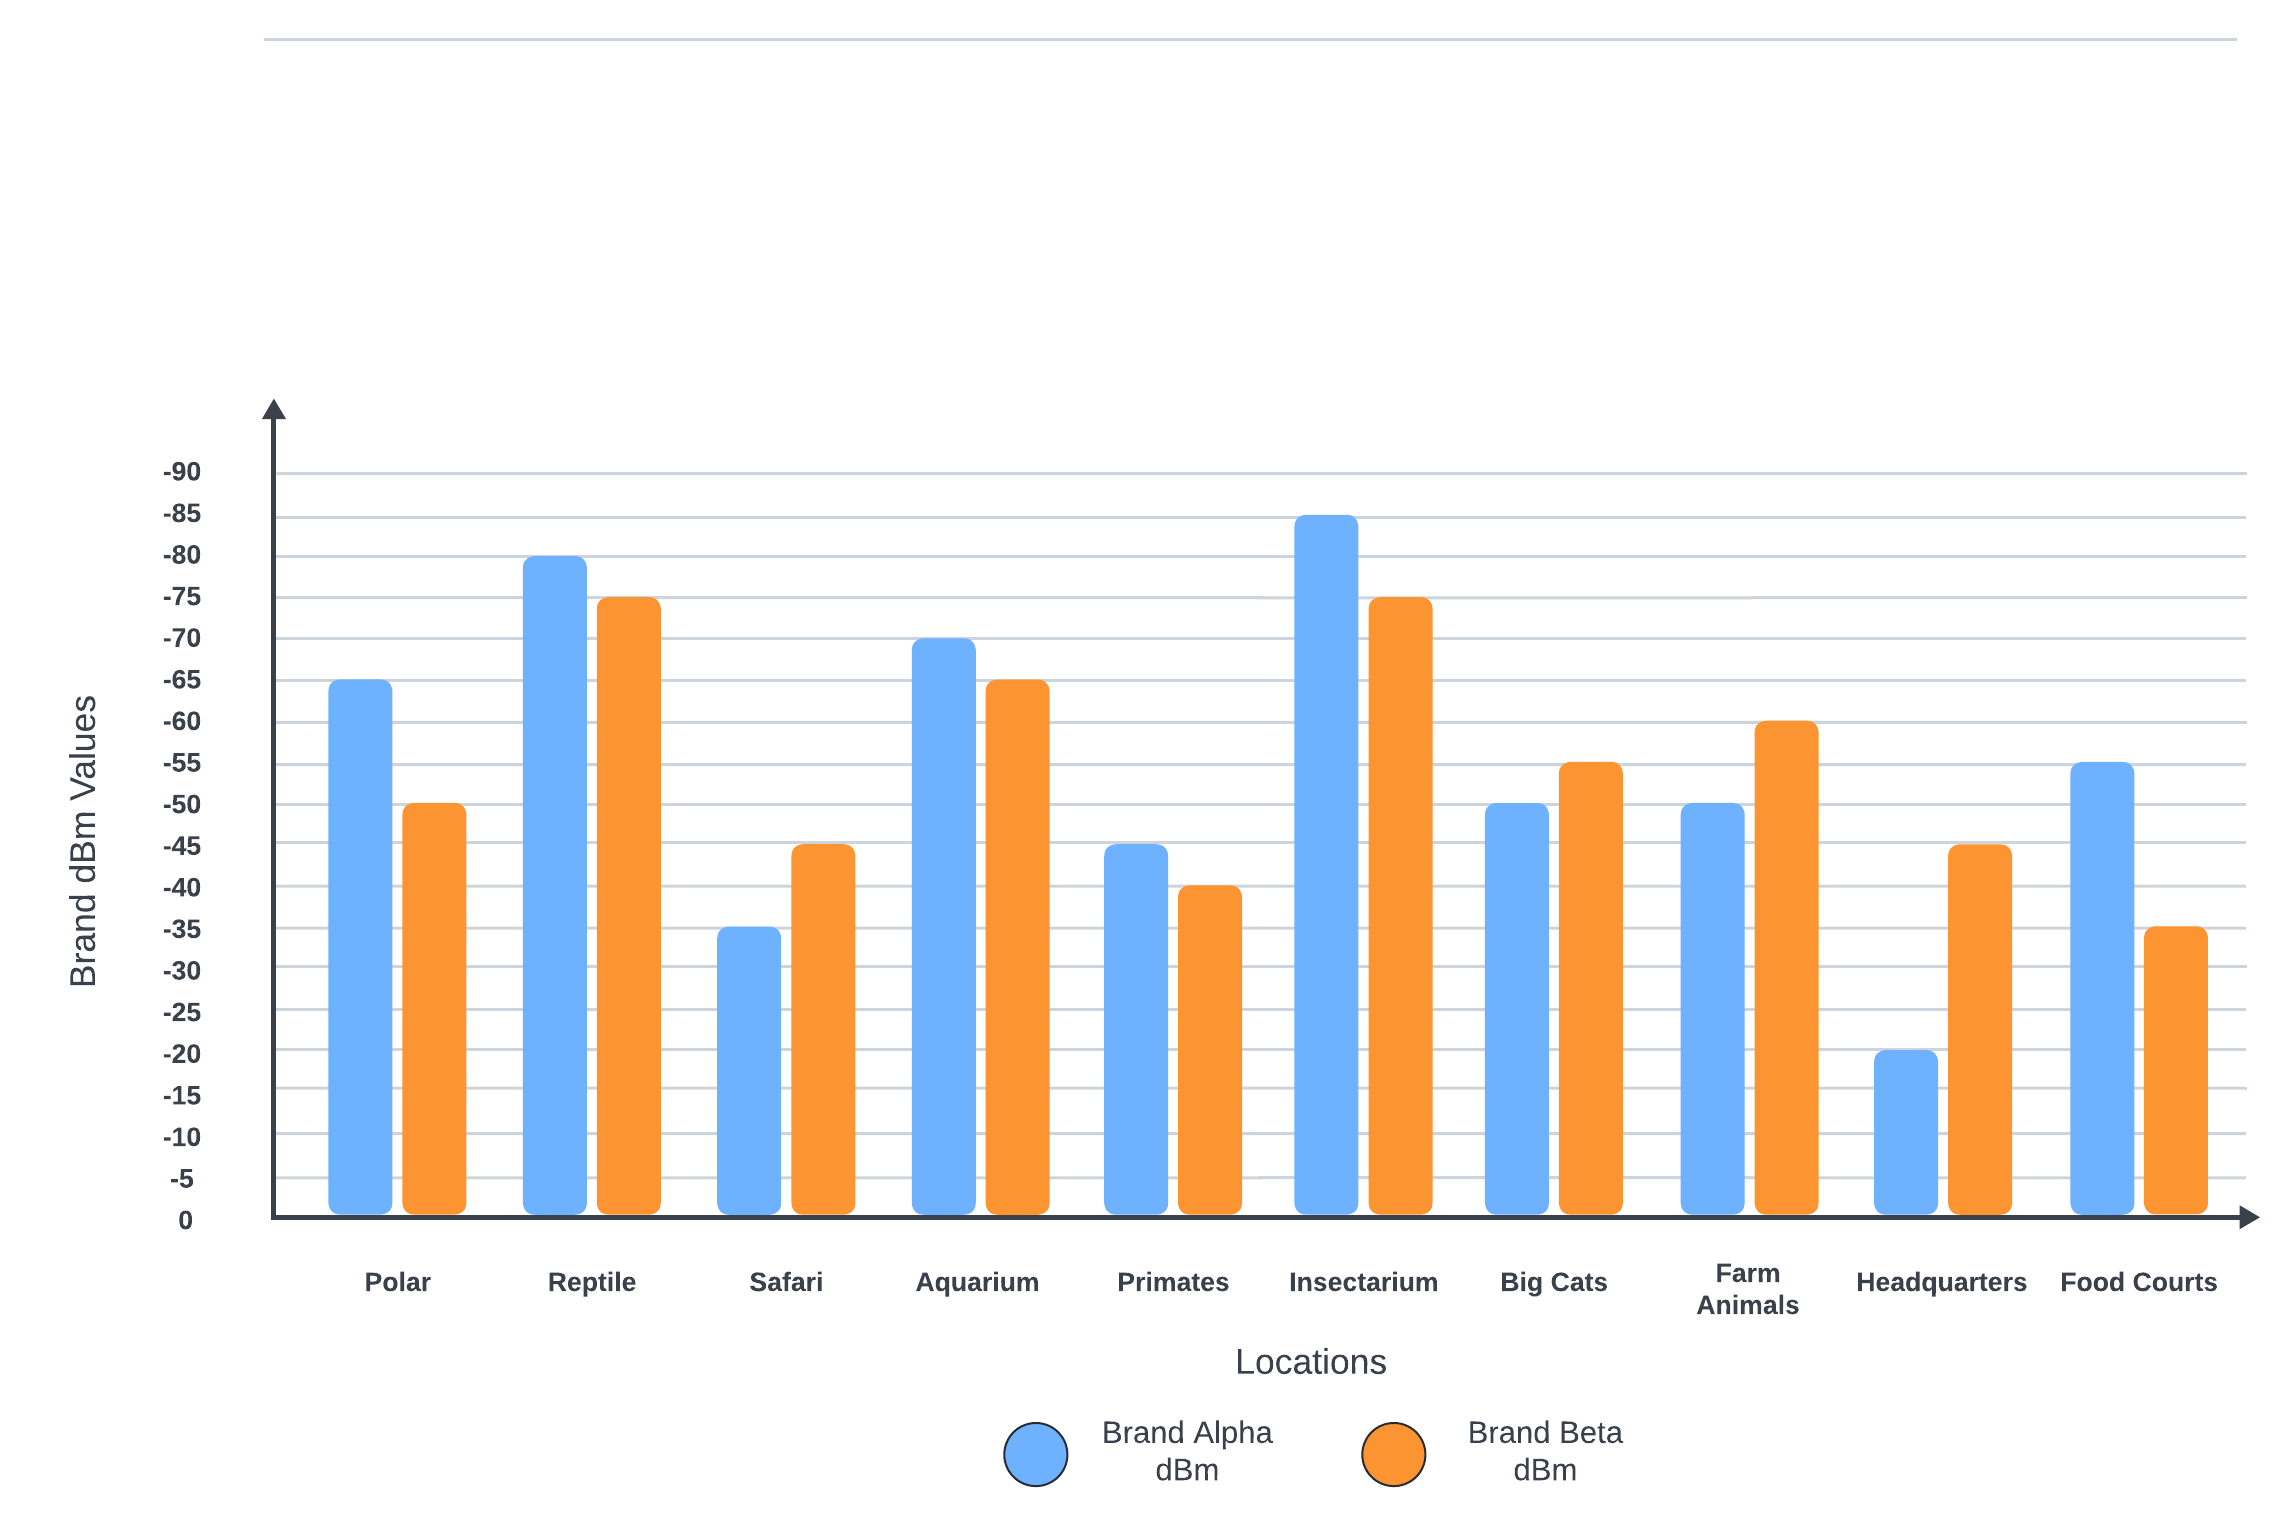 Brand dBm Values
-90
-85
-80
-75
-70
-65
-60
-55
-50
-45
-40
-35
-30
-25
-20
-15
-10
-5
0
Polar
Reptile
Safari
Aquarium
Primates
Insectarium
Big Cats
Farm
Animals
Headquarters
Food Courts
Locations
Brand Alpha
dBm
Brand Beta
dBm